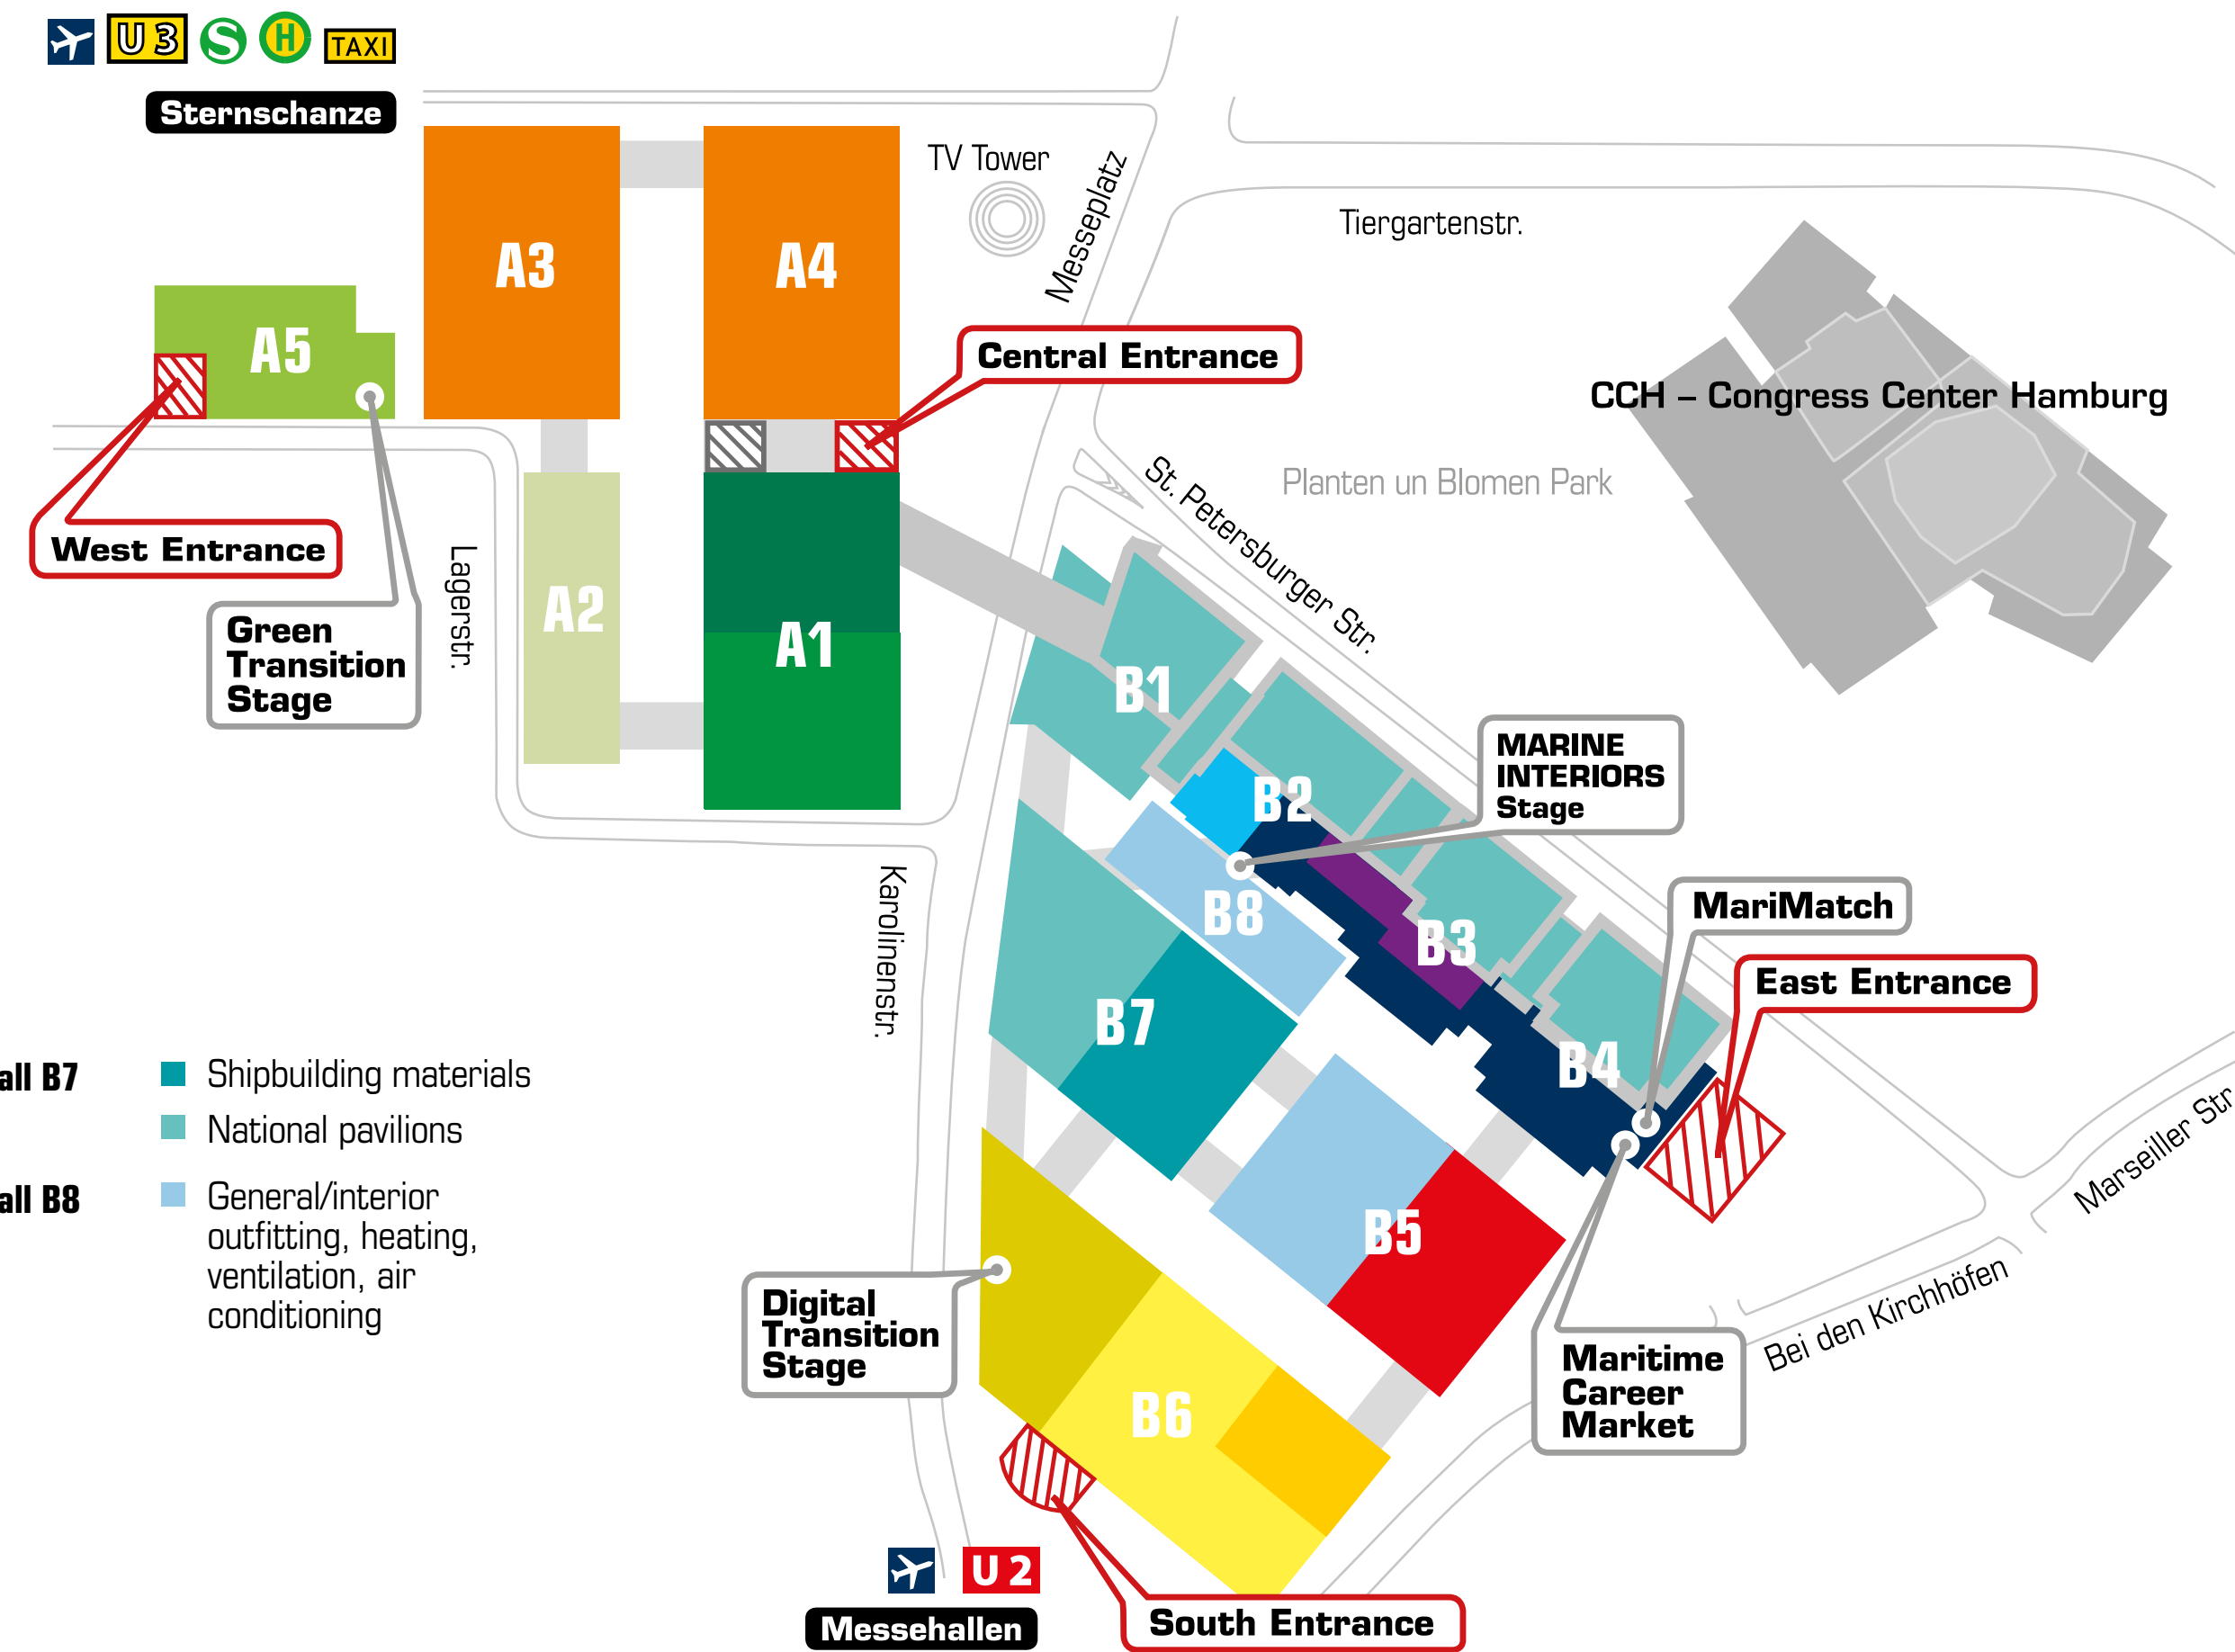 U3 S H TAXI
Sternschanze
TV Tower
Messeplatz
Tiergartenstr.
A3
A4
A5
Central Entrance
CCH – Congress Center Hamburg
Planten un Blomen Park
St. Petersburger Str.
West Entrance
Lagerstr.
A2
A1
Green
Transition
Stage
B1
MARINE
INTERIORS
Stage
B2
B8
B3
MariMatch
East Entrance
Karolinenstr.
B7
B4
all B7
Shipbuilding materials
National pavilions
all B8
General/interior
outfitting, heating,
ventilation, air
conditioning
Marseiller Str
B5
Bei den Kirchhöfen
Digital
Transition
Stage
Maritime
Career
Market
B6
U2
Messehallen
South Entrance